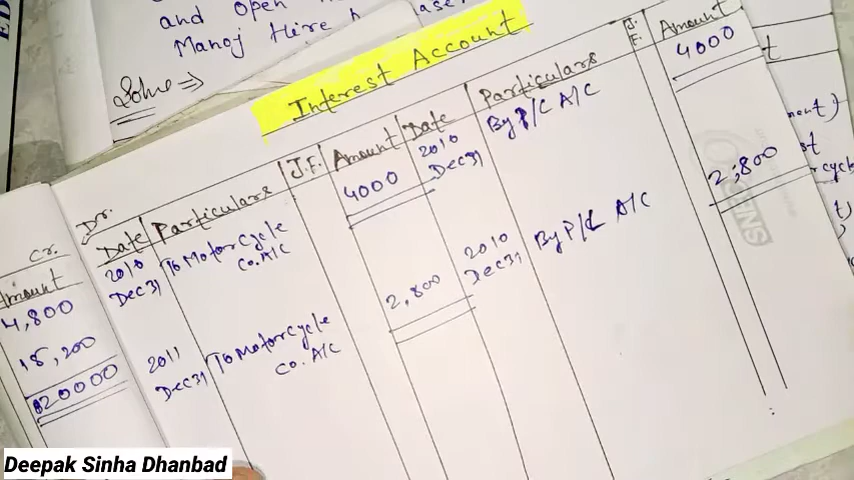 and open
Manoj Hire
Solve ⇒
Interest Account
Dr.
Date Particulars J.F. Amount Date Particulars J.F. Amount
2010 Dec 31 To Motorcycle Co. A/C 4000 2010 Dec 31 By P/L A/C 4000
2011 Dec 31 To Motorcycle Co. A/C 2,800 2010 Dec 31 By P/L A/C 2,800
Cr.
Amount
4,800
15,200
20000
Deepak Sinha Dhanbad